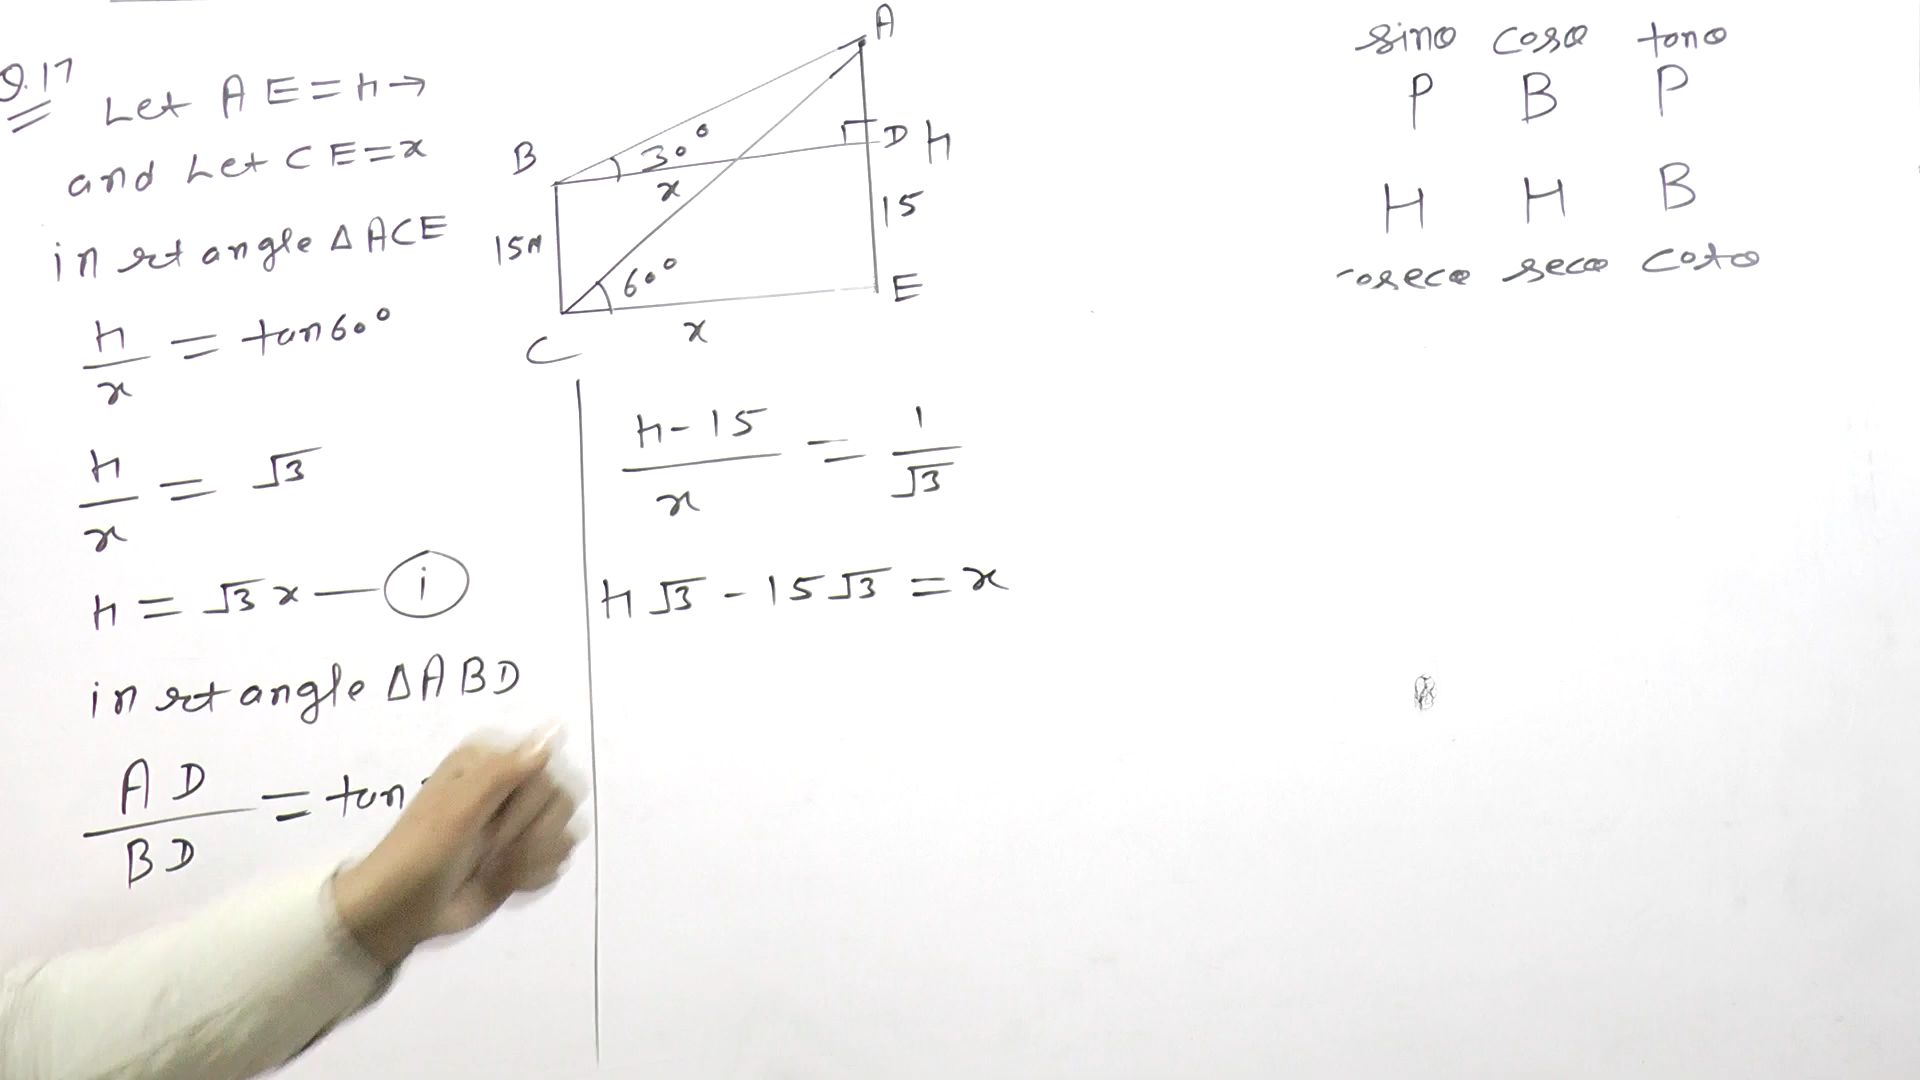 Q.17
Let AE=h→
and Let CE=x
in rt angle ΔACE
h/x = tan60°
h/x = √3
h = √3x — (i)
in rt angle ΔABD
AD/BD = tan
A
B 30° D h
x
15m 15
60° E
C x
(h-15)/x = 1/√3
h√3 - 15√3 = x
sinθ cosθ tanθ
P B P
H H B
cosecθ secθ cotθ